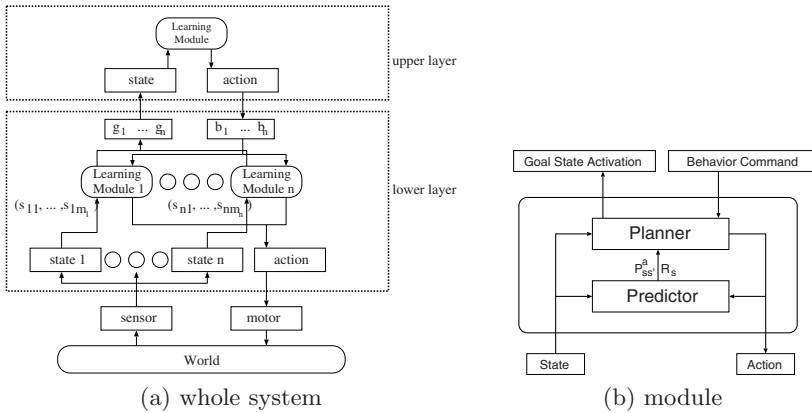 Learning
Module
state
action
upper layer
g1 ... gn
b1 ... bn
Learning
Module 1
Learning
Module n
lower layer
(s11, ... ,s1m1)
(sn1, ... ,snmn)
state 1
state n
action
sensor
motor
World
(a) whole system
Goal State Activation
Behavior Command
Planner
P^a_ss' R_s
Predictor
State
Action
(b) module